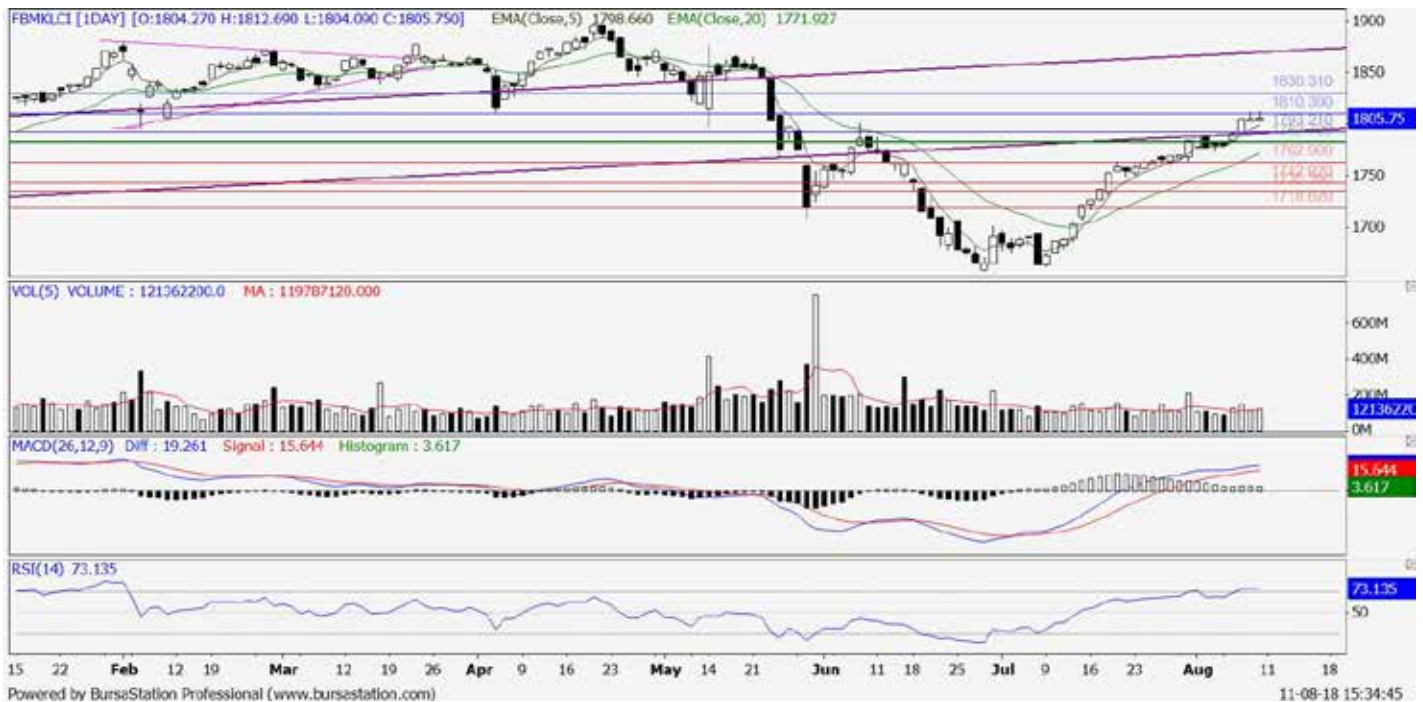 FBMKLCI [1DAY] [O:1804.270 H:1812.690 L:1804.090 C:1805.750] EMA(Close,5) 1798.660 EMA(Close,20) 1771.927
1900
1850
1830.310
1810.300
1805.75
1793.210
1762.000
1750
1718.620
1700
VOL(5) VOLUME : 121362200.0 MA : 119787120.000
600M
400M
200M
12136220
0M
MACD(26,12,9) Diff : 19.261 Signal : 15.644 Histogram : 3.617
15.644
3.617
RSI(14) 73.135
73.135
50
15 22 Feb 12 19 Mar 12 19 26 Apr 9 16 23 May 14 21 Jun 11 18 25 Jul 9 16 23 Aug 11 18
Powered by BursaStation Professional (www.bursastation.com) 11-08-18 15:34:45